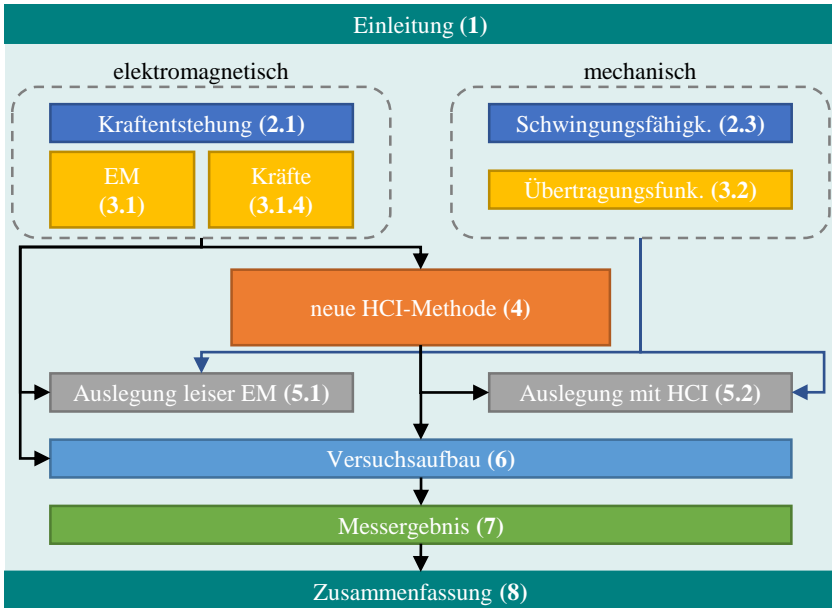 Einleitung (1)
elektromagnetisch
mechanisch
Kraftentstehung (2.1)
Schwingungsfähigk. (2.3)
EM
(3.1)
Kräfte
(3.1.4)
Übertragungsfunk. (3.2)
neue HCI-Methode (4)
Auslegung leiser EM (5.1)
Auslegung mit HCI (5.2)
Versuchsaufbau (6)
Messergebnis (7)
Zusammenfassung (8)